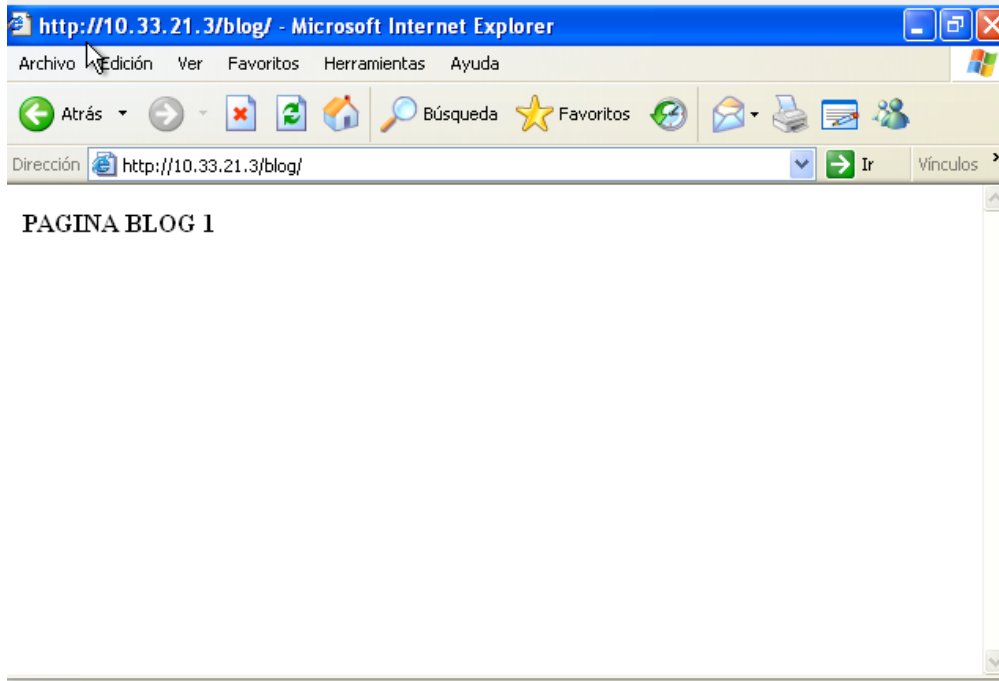 http://10.33.21.3/blog/ - Microsoft Internet Explorer
Archivo Edición Ver Favoritos Herramientas Ayuda
Atrás Búsqueda Favoritos
Dirección http://10.33.21.3/blog/ Ir Vínculos
PAGINA BLOG 1